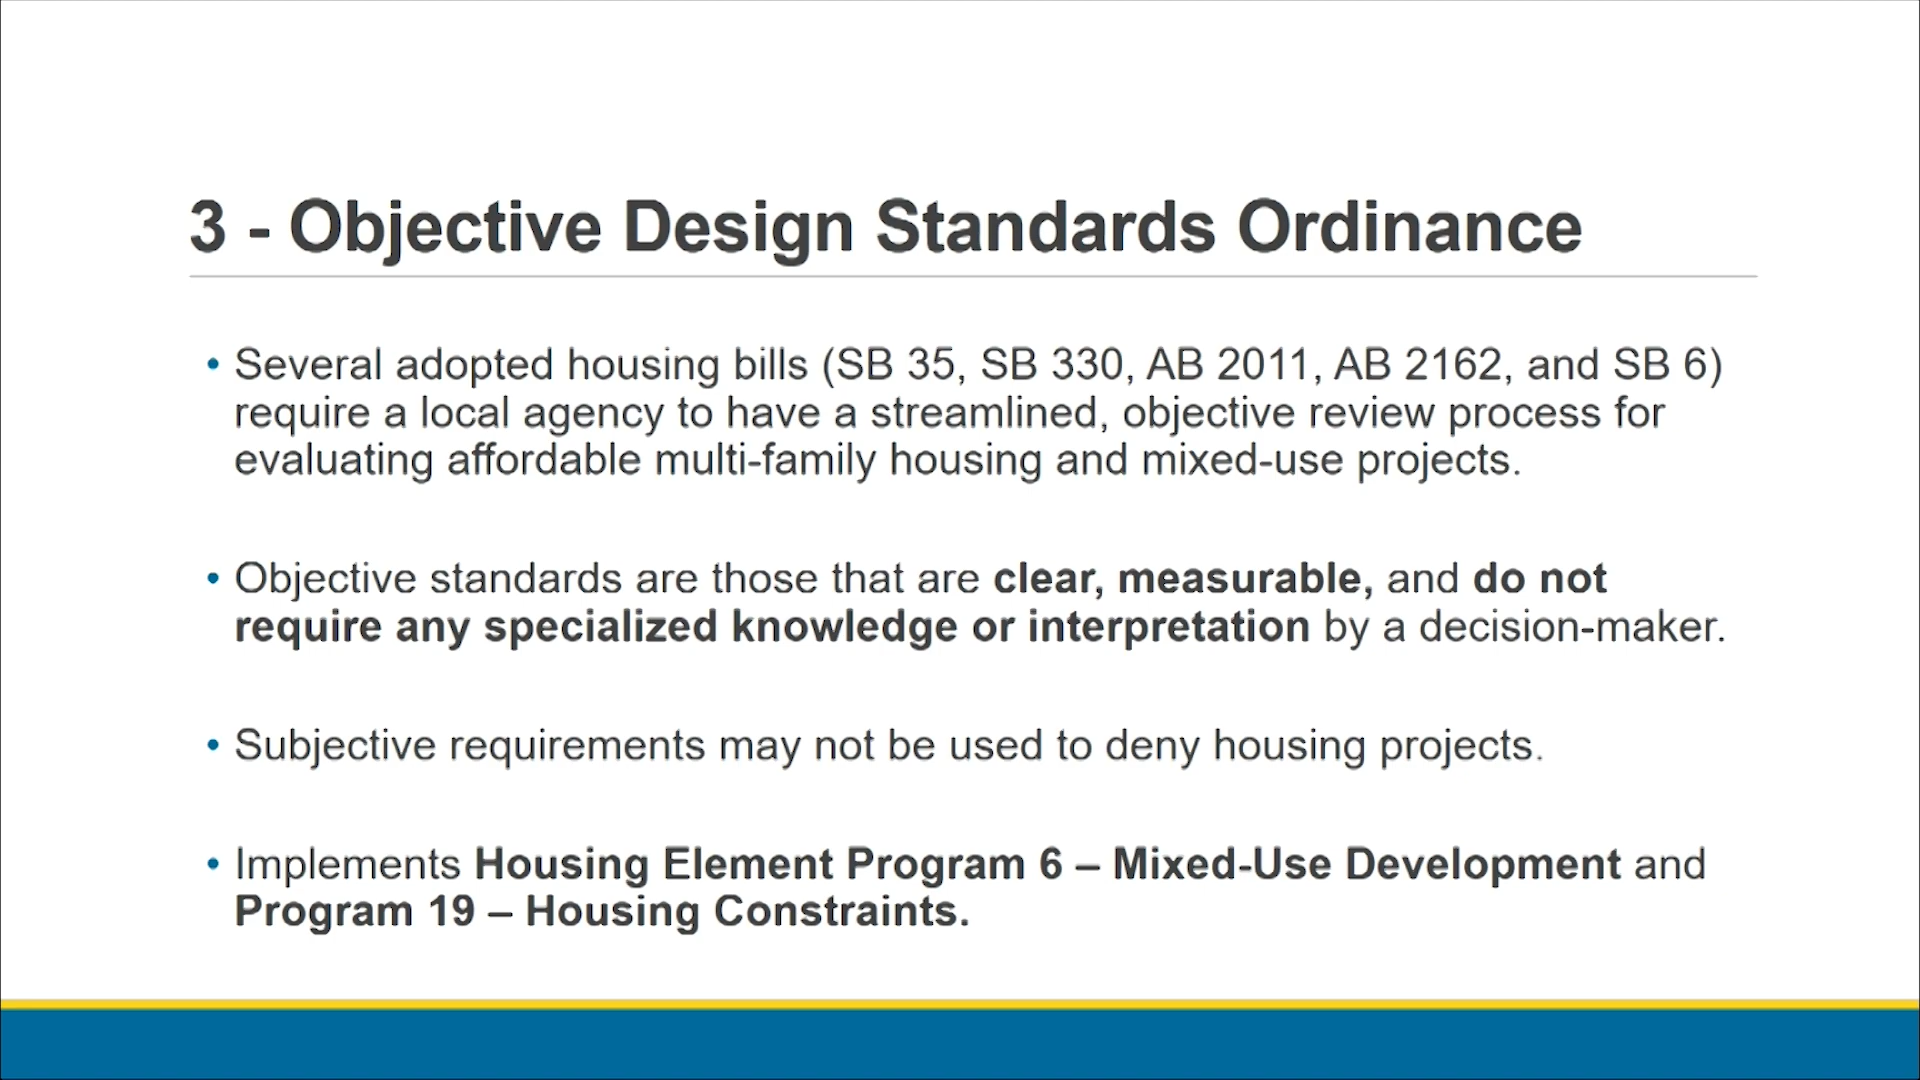 3 - Objective Design Standards Ordinance
• Several adopted housing bills (SB 35, SB 330, AB 2011, AB 2162, and SB 6)
require a local agency to have a streamlined, objective review process for
evaluating affordable multi-family housing and mixed-use projects.
• Objective standards are those that are clear, measurable, and do not
require any specialized knowledge or interpretation by a decision-maker.
• Subjective requirements may not be used to deny housing projects.
• Implements Housing Element Program 6 – Mixed-Use Development and
Program 19 – Housing Constraints.